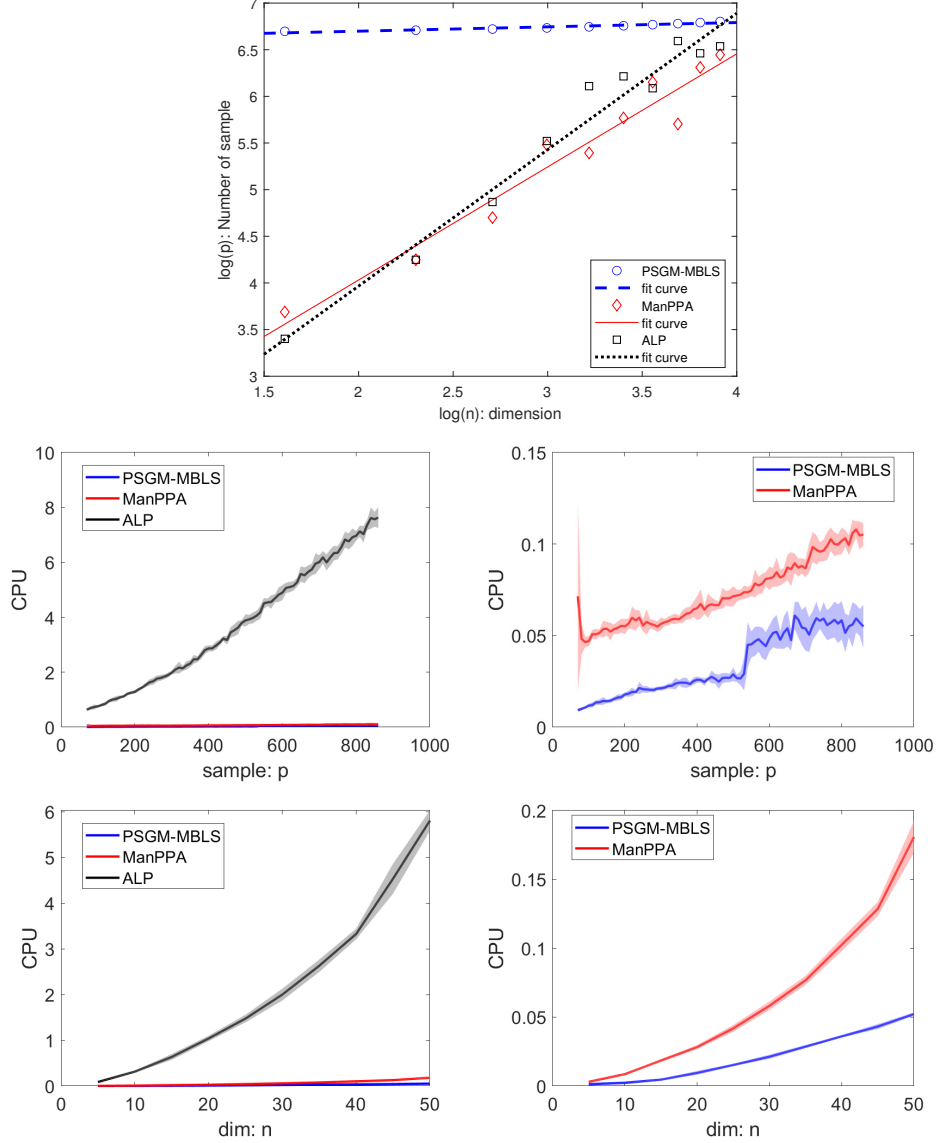 7
6.5
6
5.5
5
4.5
4
3.5
3
log(p): Number of sample
1.5 2 2.5 3 3.5 4
log(n): dimension
PSGM-MBLS
fit curve
ManPPA
fit curve
ALP
fit curve
10
8
6
4
2
0
CPU
0 200 400 600 800 1000
sample: p
PSGM-MBLS
ManPPA
ALP
0.15
0.1
0.05
0
CPU
0 200 400 600 800 1000
sample: p
PSGM-MBLS
ManPPA
6
5
4
3
2
1
0
CPU
0 10 20 30 40 50
dim: n
PSGM-MBLS
ManPPA
ALP
0.2
0.15
0.1
0.05
0
CPU
0 10 20 30 40 50
dim: n
PSGM-MBLS
ManPPA